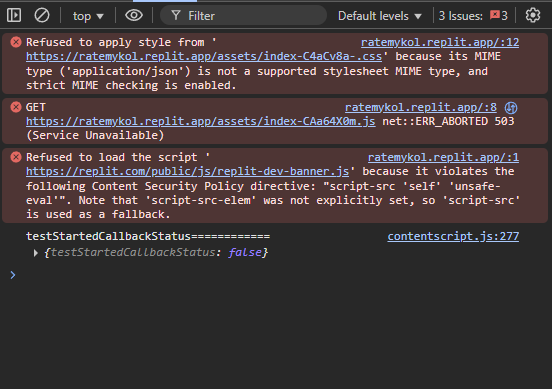 top
Filter
Default levels
3 Issues: 3
Refused to apply style from ' ratemykol.replit.app/:12
https://ratemykol.replit.app/assets/index-C4aCv8a-.css' because its MIME
type ('application/json') is not a supported stylesheet MIME type, and
strict MIME checking is enabled.
GET ratemykol.replit.app/:8
https://ratemykol.replit.app/assets/index-CAa64X0m.js net::ERR_ABORTED 503
(Service Unavailable)
Refused to load the script ' ratemykol.replit.app/:1
https://replit.com/public/js/replit-dev-banner.js' because it violates the
following Content Security Policy directive: "script-src 'self' 'unsafe-
eval'". Note that 'script-src-elem' was not explicitly set, so 'script-src'
is used as a fallback.
testStartedCallbackStatus============ contentscript.js:277
{testStartedCallbackStatus: false}